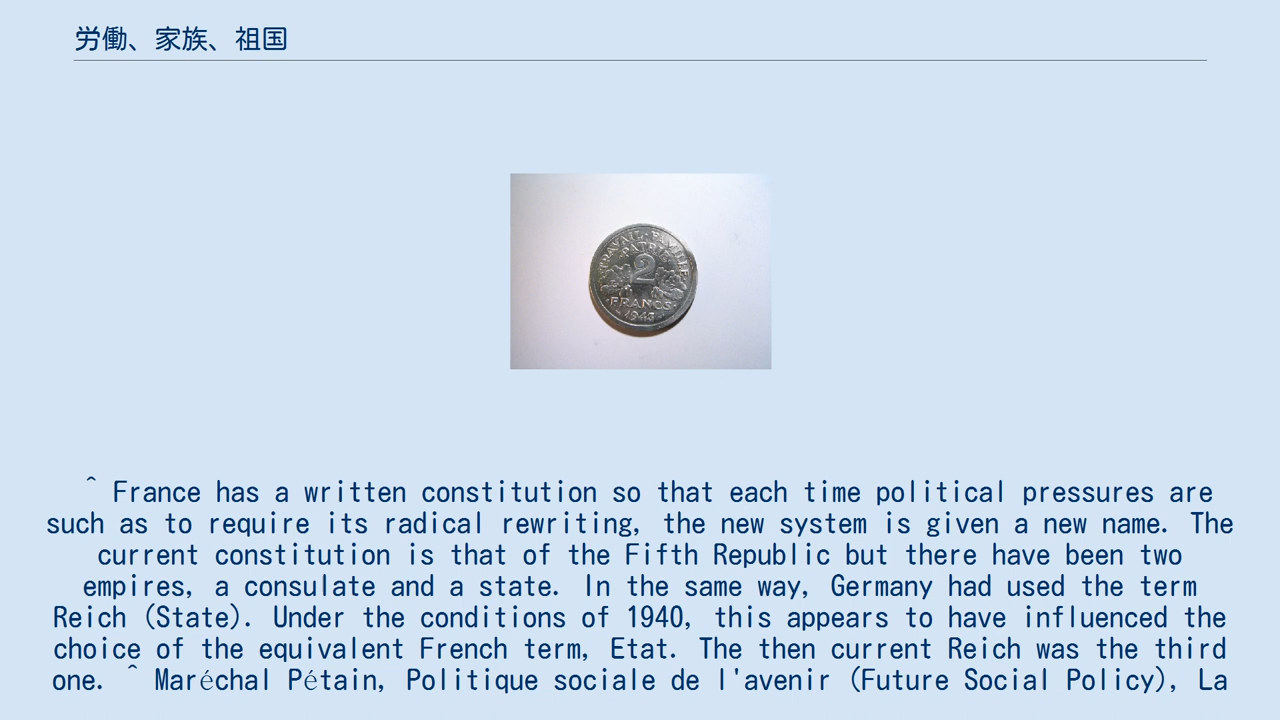 労働、家族、祖国
TRAVAIL · FAMILLE
PATRIE
2
FRANCS
1943
^ France has a written constitution so that each time political pressures are
such as to require its radical rewriting, the new system is given a new name. The
current constitution is that of the Fifth Republic but there have been two
empires, a consulate and a state. In the same way, Germany had used the term
Reich (State). Under the conditions of 1940, this appears to have influenced the
choice of the equivalent French term, Etat. The then current Reich was the third
one. ^ Maréchal Pétain, Politique sociale de l'avenir (Future Social Policy), La